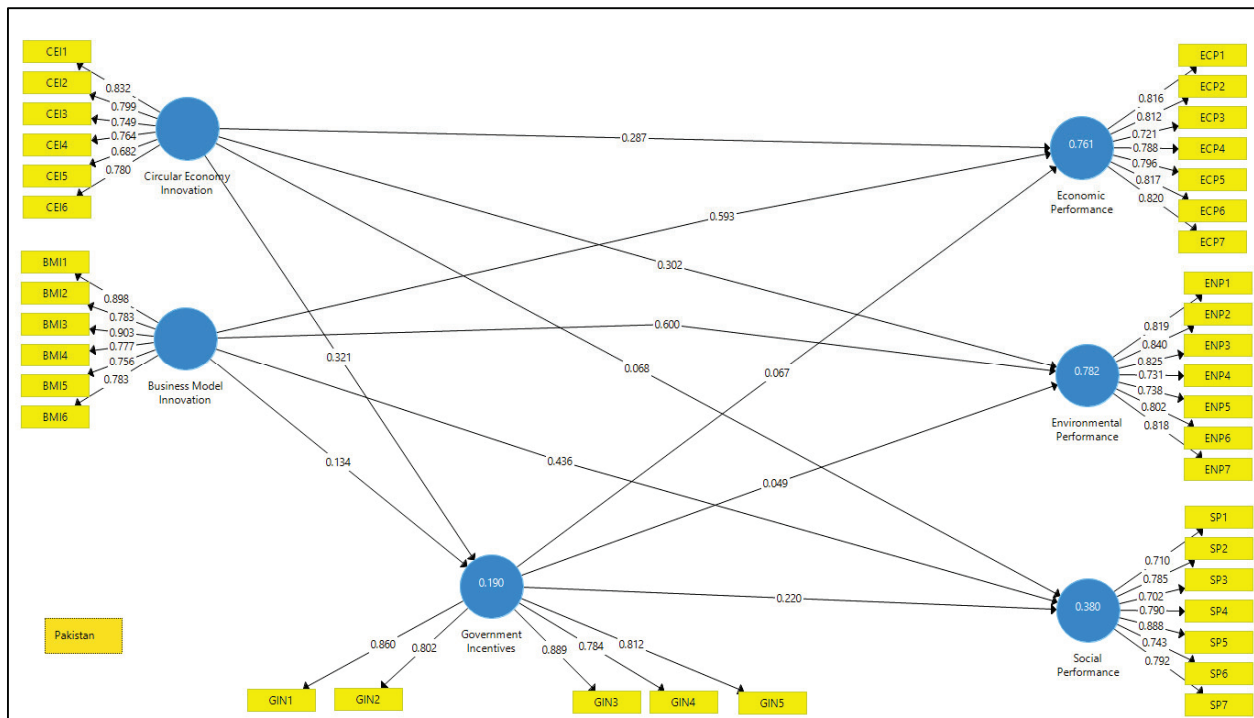 CEI1
CEI2
CEI3
CEI4
CEI5
CEI6
0.832
0.799
0.749
0.764
0.682
0.780
Circular Economy
Innovation
BMI1
BMI2
BMI3
BMI4
BMI5
BMI6
0.898
0.783
0.903
0.777
0.756
0.783
Business Model
Innovation
0.287
0.593
0.302
0.600
0.321
0.068
0.067
0.134
0.436
0.049
0.220
0.190
Government
Incentives
0.860
0.802
0.889
0.784
0.812
GIN1
GIN2
GIN3
GIN4
GIN5
Pakistan
0.761
Economic
Performance
0.816
0.812
0.721
0.788
0.796
0.817
0.820
ECP1
ECP2
ECP3
ECP4
ECP5
ECP6
ECP7
0.782
Environmental
Performance
0.819
0.840
0.825
0.731
0.738
0.802
0.818
ENP1
ENP2
ENP3
ENP4
ENP5
ENP6
ENP7
0.380
Social
Performance
0.710
0.785
0.702
0.790
0.888
0.743
0.792
SP1
SP2
SP3
SP4
SP5
SP6
SP7